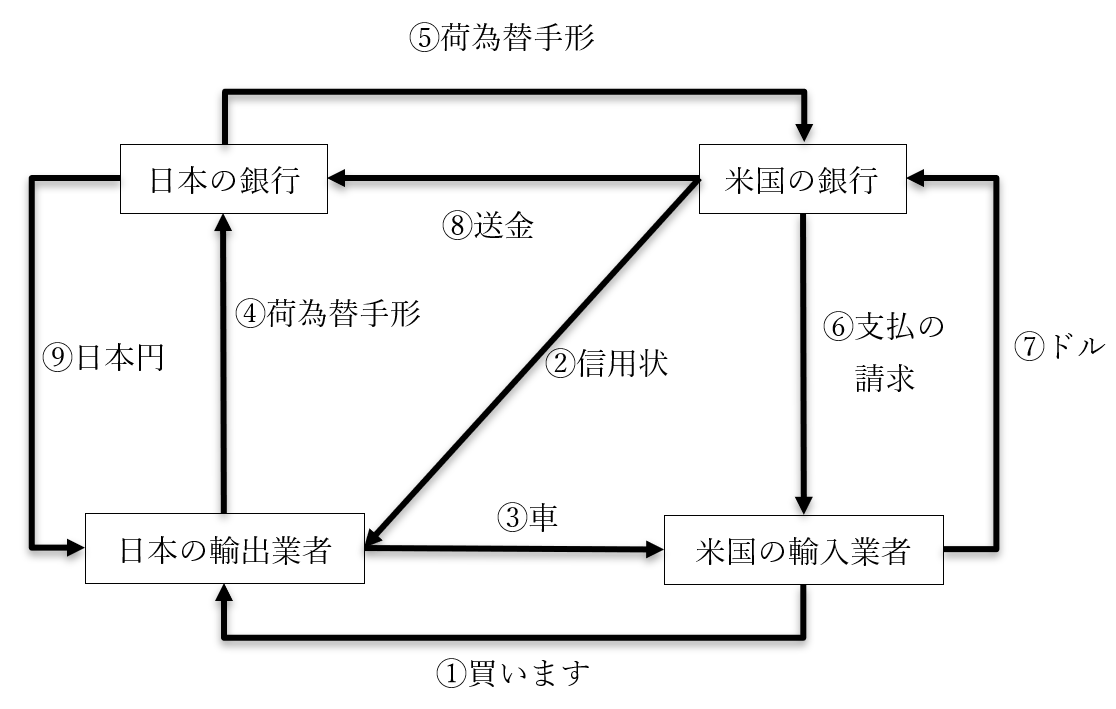 ⑤荷為替手形
日本の銀行
米国の銀行
⑧送金
④荷為替手形
⑥支払の
請求
⑦ドル
⑨日本円
②信用状
③車
日本の輸出業者
米国の輸入業者
①買います